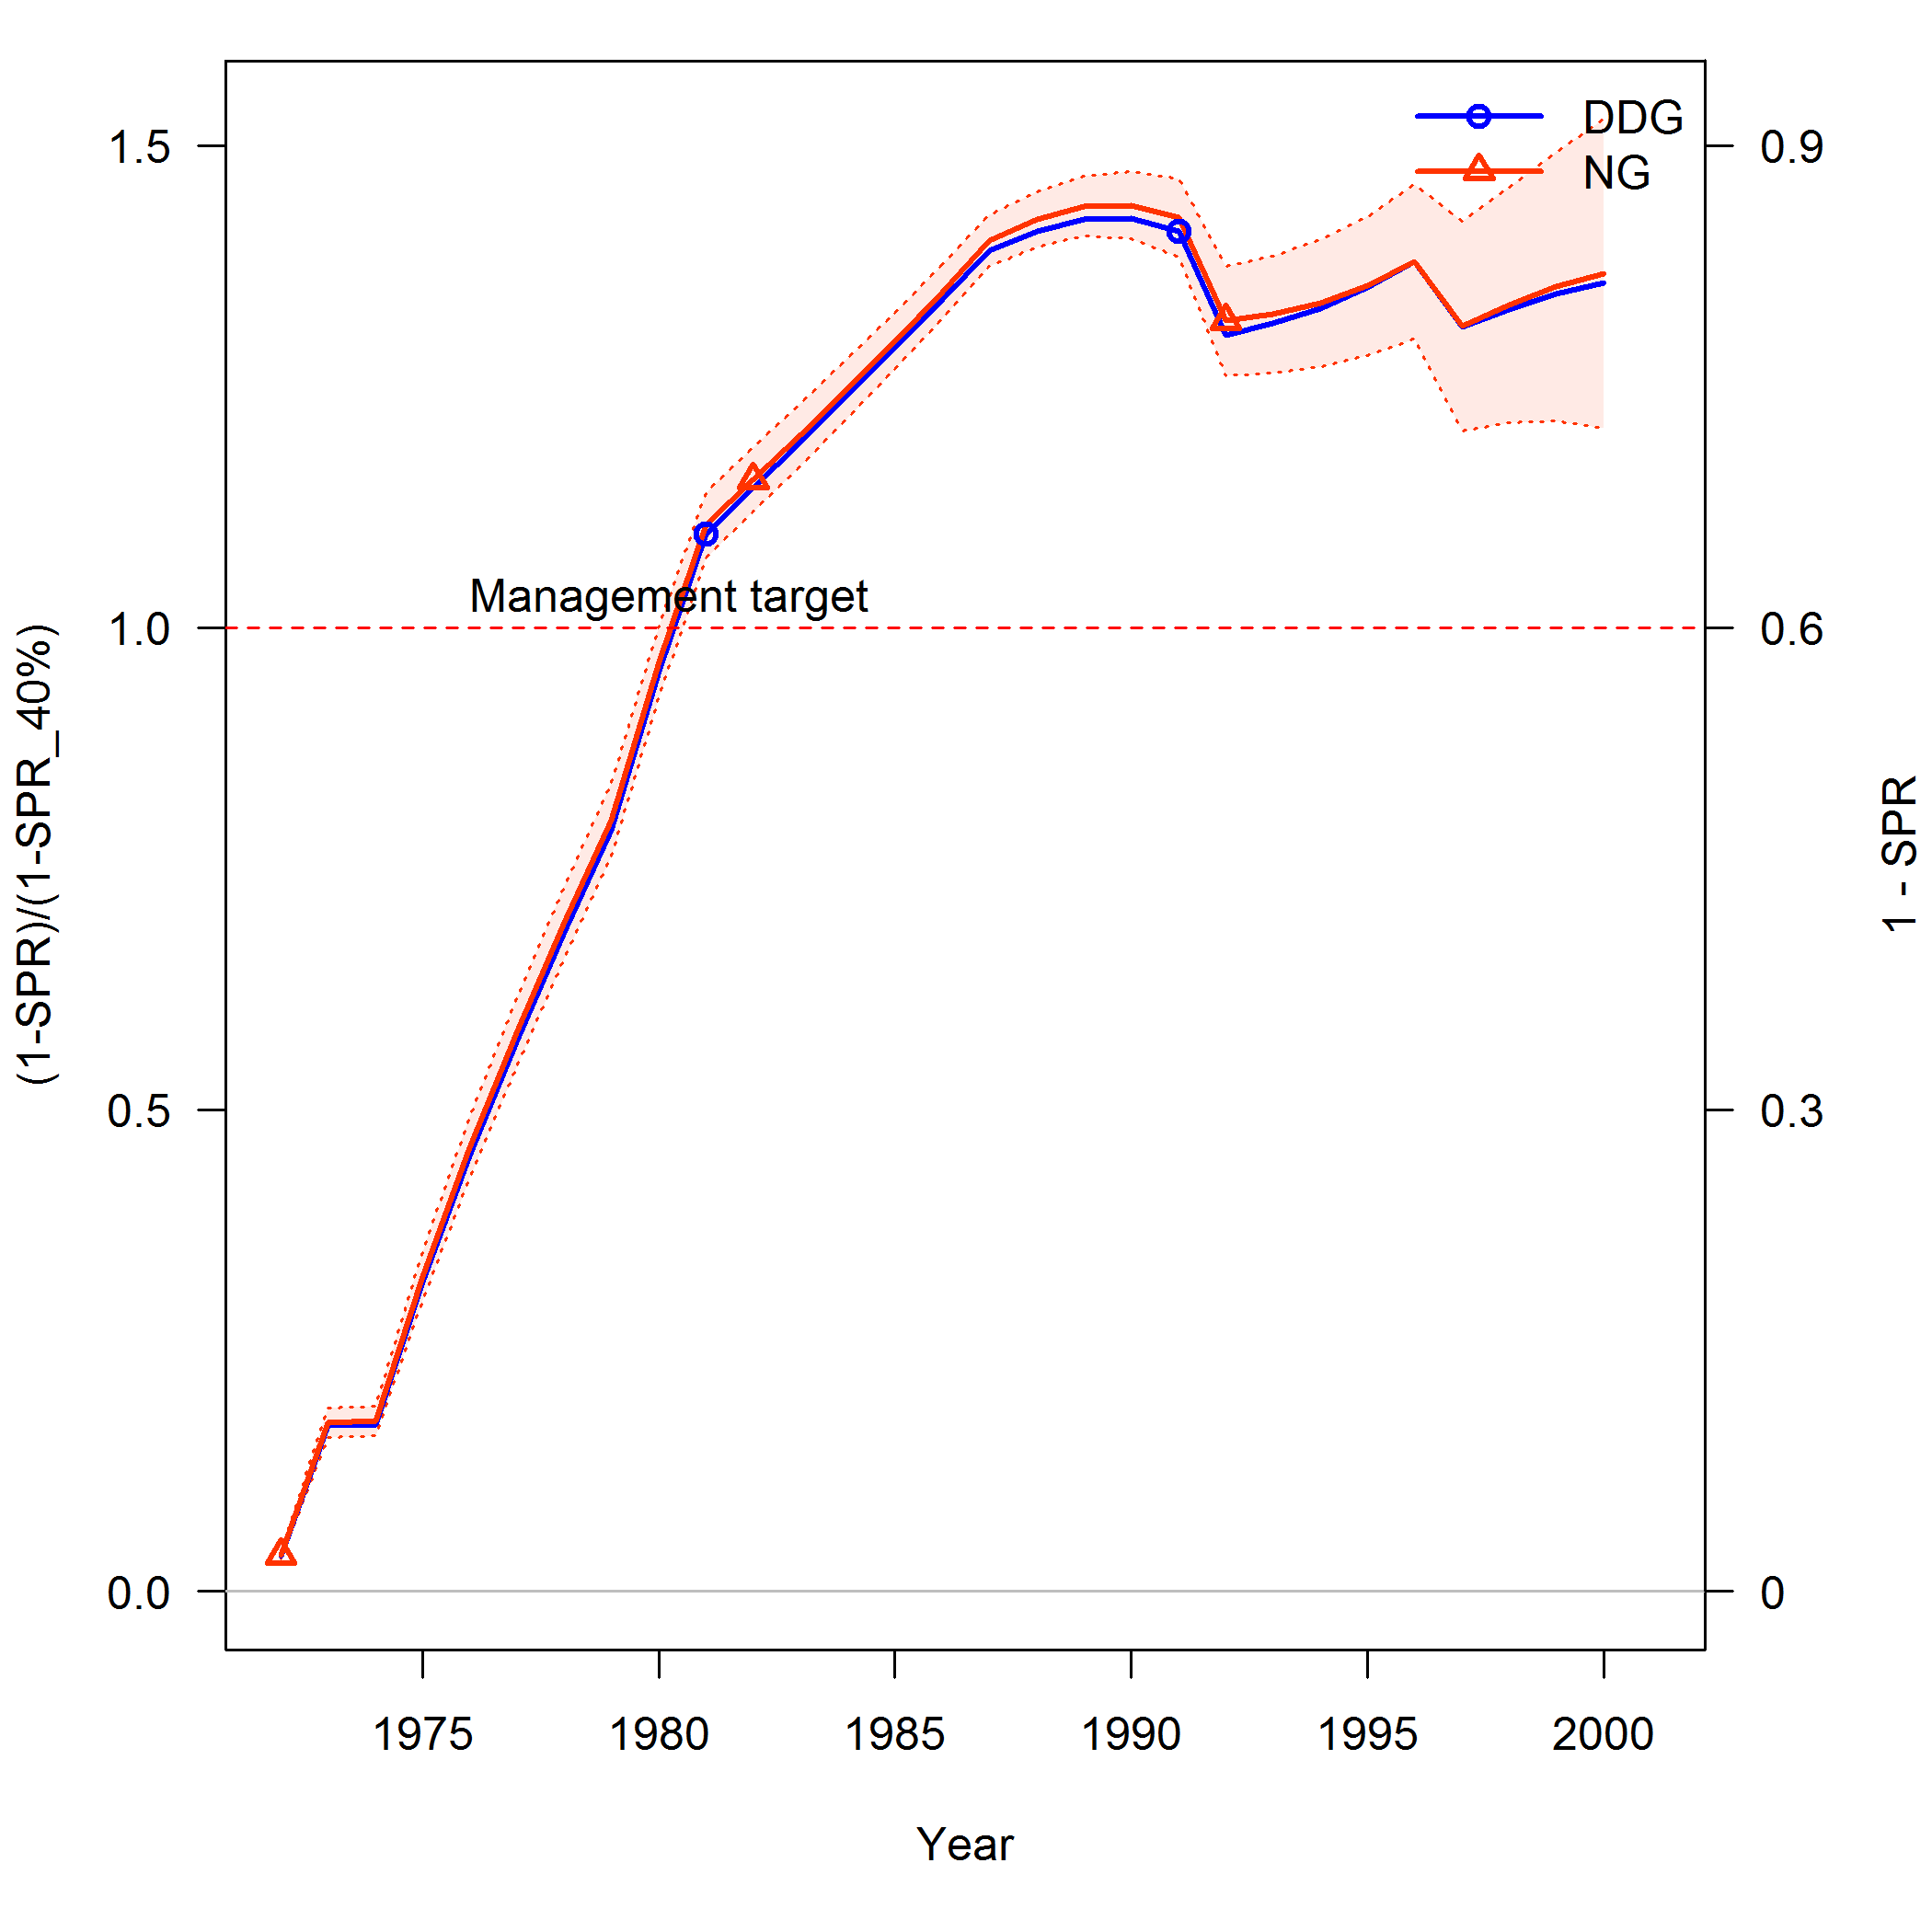 DDG
NG
1.5
1.0
0.5
0.0
0.9
0.6
0.3
0
Management target
(1-SPR)/(1-SPR_40%)
1 - SPR
1975
1980
1985
1990
1995
2000
Year